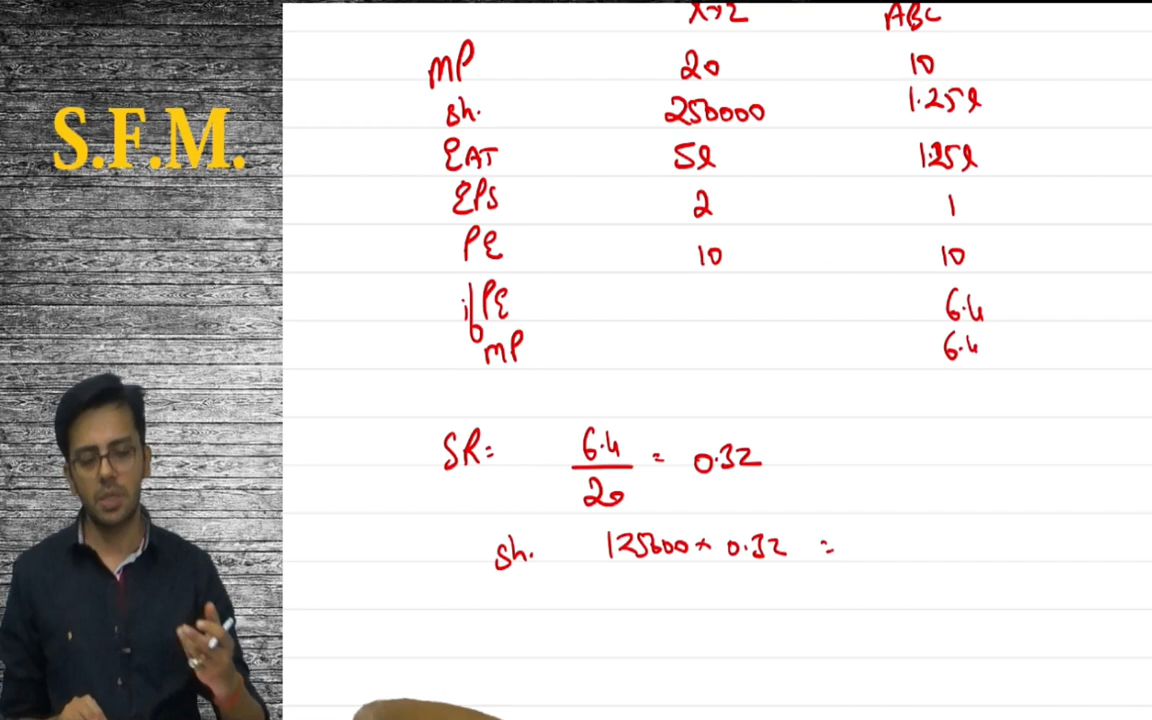 S.F.M.
XYZ ABC
MP 20 10
Sh. 250000 1.25l
EAT 5l 1.25l
EPS 2 1
PE 10 10
if PE 6.4
MP 6.4
SR= 6.4/20 = 0.32
Sh. 125000 × 0.32 =